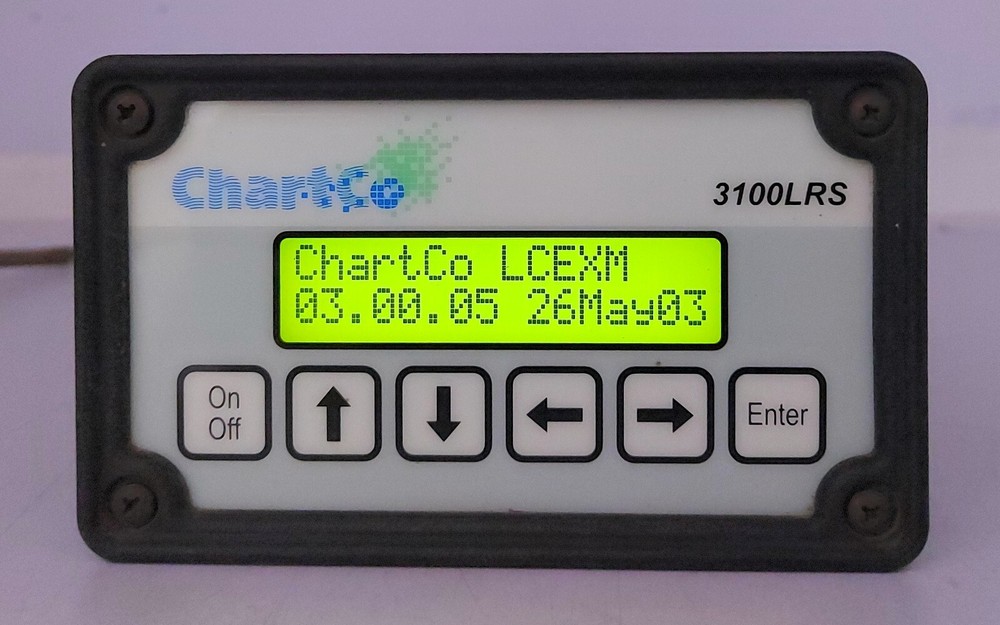 ChartCo
3100LRS
ChartCo LCEXM
03.00.05 26May03
On
Off
Enter